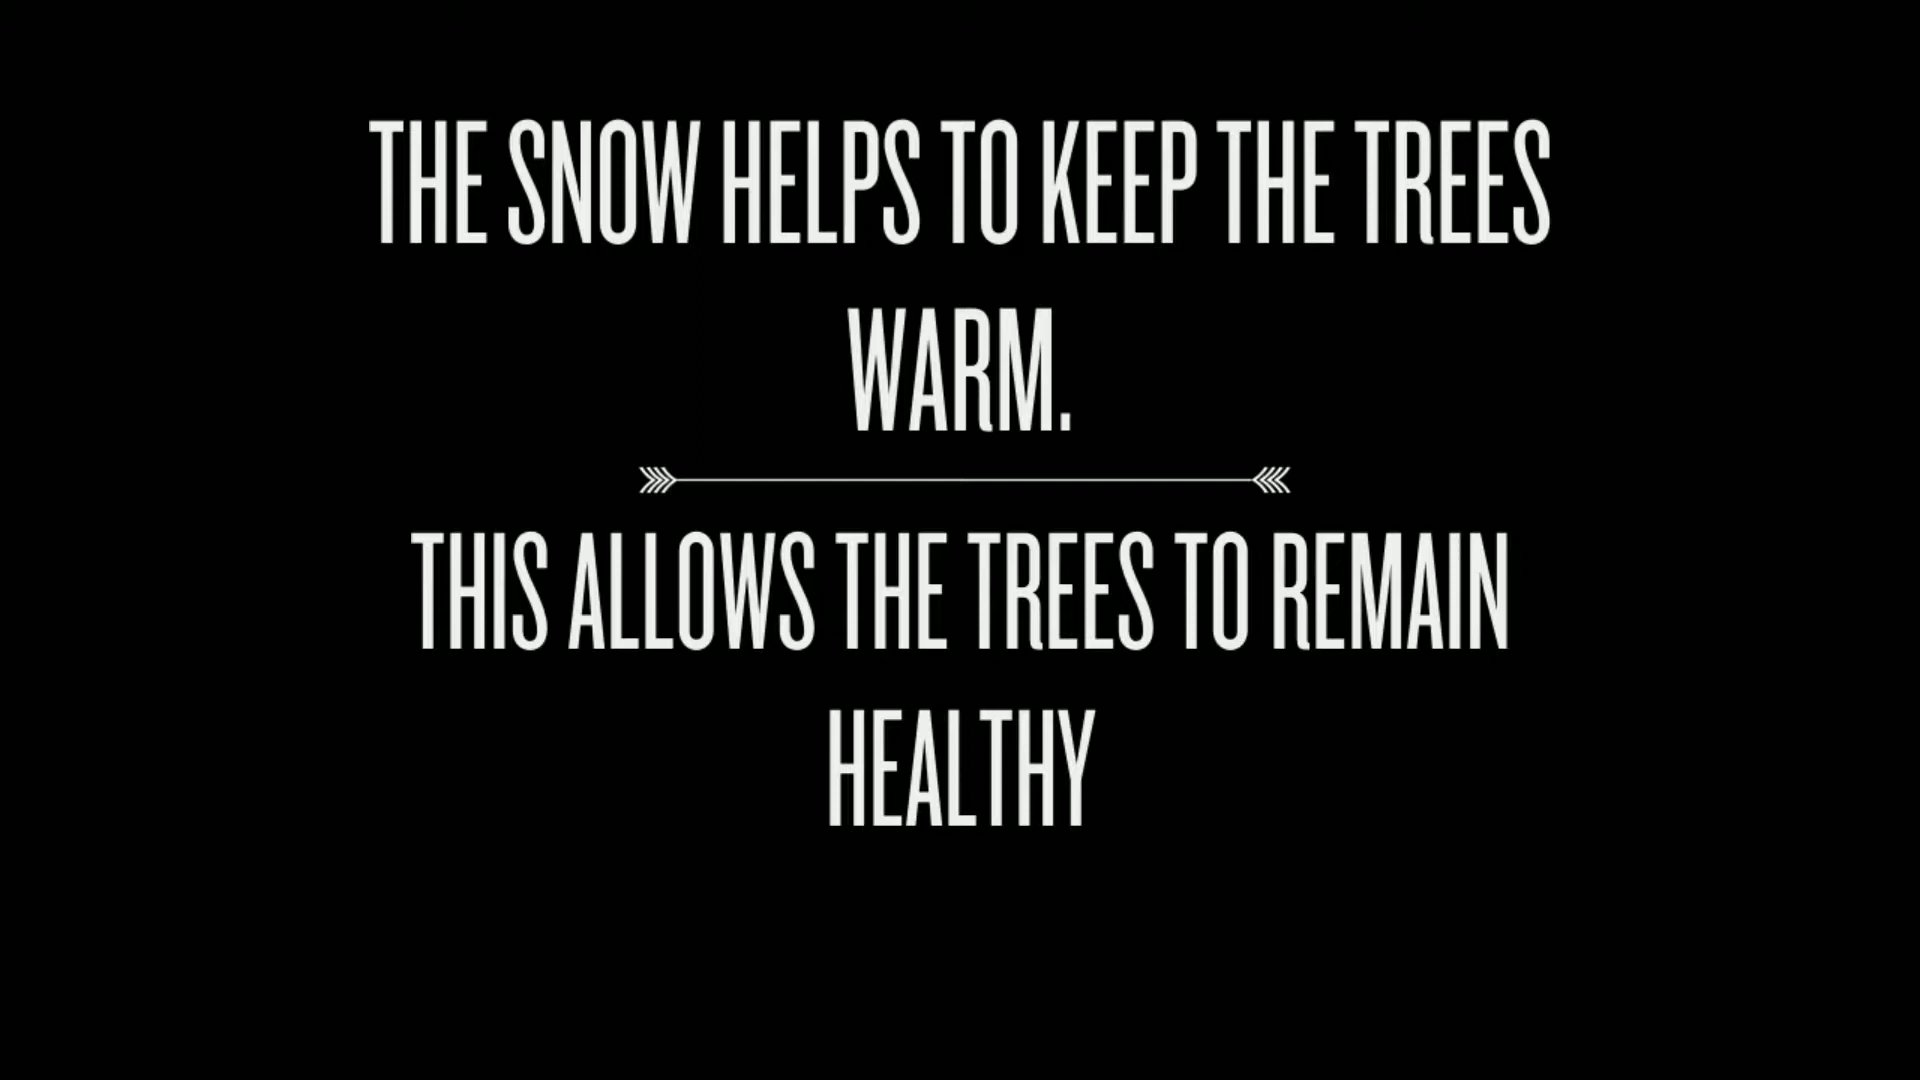 THE SNOW HELPS TO KEEP THE TREES
WARM.
THIS ALLOWS THE TREES TO REMAIN
HEALTHY